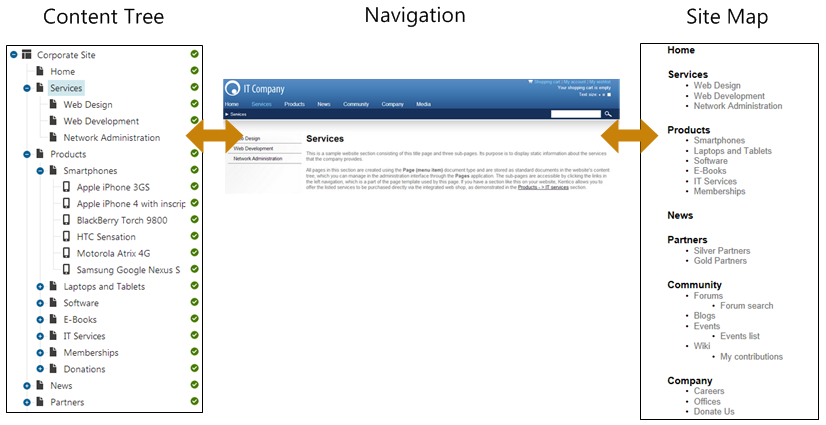 Content Tree
Navigation
Site Map
Corporate Site
Home
Services
Web Design
Web Development
Network Administration
Products
Smartphones
Apple iPhone 3GS
Apple iPhone 4 with inscrip
BlackBerry Torch 9800
HTC Sensation
Motorola Atrix 4G
Samsung Google Nexus S
Laptops and Tablets
Software
E-Books
IT Services
Memberships
Donations
News
Partners
Shopping cart | My account | My wishlist
Your shopping cart is empty
Text size:
IT Company
Home Services Products News Community Company Media
Services
Design
Web Development
Network Administration
Services
This is a sample website section consisting of this title page and three sub-pages. Its purpose is to display static information about the services
that the company provides.
All pages in this section are created using the Page (menu item) document type and are stored as standard documents in the website's content
tree, which you can manage in the administration interface through the Pages application. The sub-pages are accessible by clicking the links in
the left navigation, which is a part of the page template used by this page. If you have a section like this on your website, Kentico allows you to
offer the listed services to be purchased directly via the integrated web shop, as demonstrated in the Products -> IT services section.
Home
Services
Web Design
Web Development
Network Administration
Products
Smartphones
Laptops and Tablets
Software
E-Books
IT Services
Memberships
News
Partners
Silver Partners
Gold Partners
Community
Forums
Forum search
Blogs
Events
Events list
Wiki
My contributions
Company
Careers
Offices
Donate Us